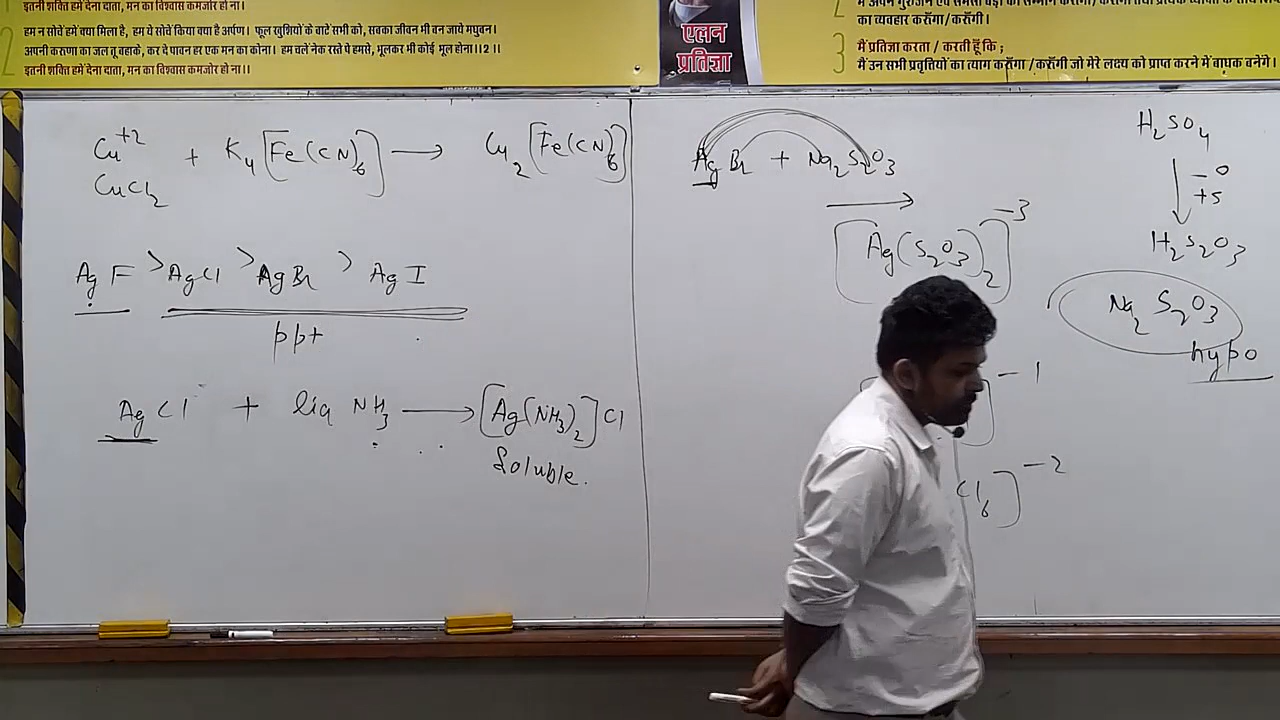 इतनी शक्ति हमें देना दाता, मन का विश्वास कमजोर हो ना।
हम न सोचें हमें क्या मिला है, हम ये सोचें किया क्या है अर्पण। फूल खुशियों के बाटें सभी को, सबका जीवन भी बन जाये मधुबन।
2 अपनी करुणा का जल तू बहाके, कर दे पावन हर एक मन का कोना। हम चलें नेक रस्ते पे हमसे, भूलकर भी कोई भूल होना।।2।।
इतनी शक्ति हमें देना दाता, मन का विश्वास कमजोर हो ना।।
एलन
प्रतिज्ञा
का व्यवहार करूँगा/करूँगी।
3 मैं प्रतिज्ञा करता / करती हूँ कि ;
मैं उन सभी प्रवृत्तियों का त्याग करूँगा /करूँगी जो मेरे लक्ष्य को प्राप्त करने में बाधक बनेंगे।
Cu+2 + K4[Fe(CN)6] → Cu2[Fe(CN)6]
CuCl2
AgF > AgCl > AgBr > AgI
ppt
AgCl + liq NH3 → [Ag(NH3)2]Cl
Soluble.
AgBr + Na2S2O3
→
[Ag(S2O3)2]-3
]-1
Cl6]-2
H2SO4
↓ -O
+S
H2S2O3
Na2S2O3
hypo